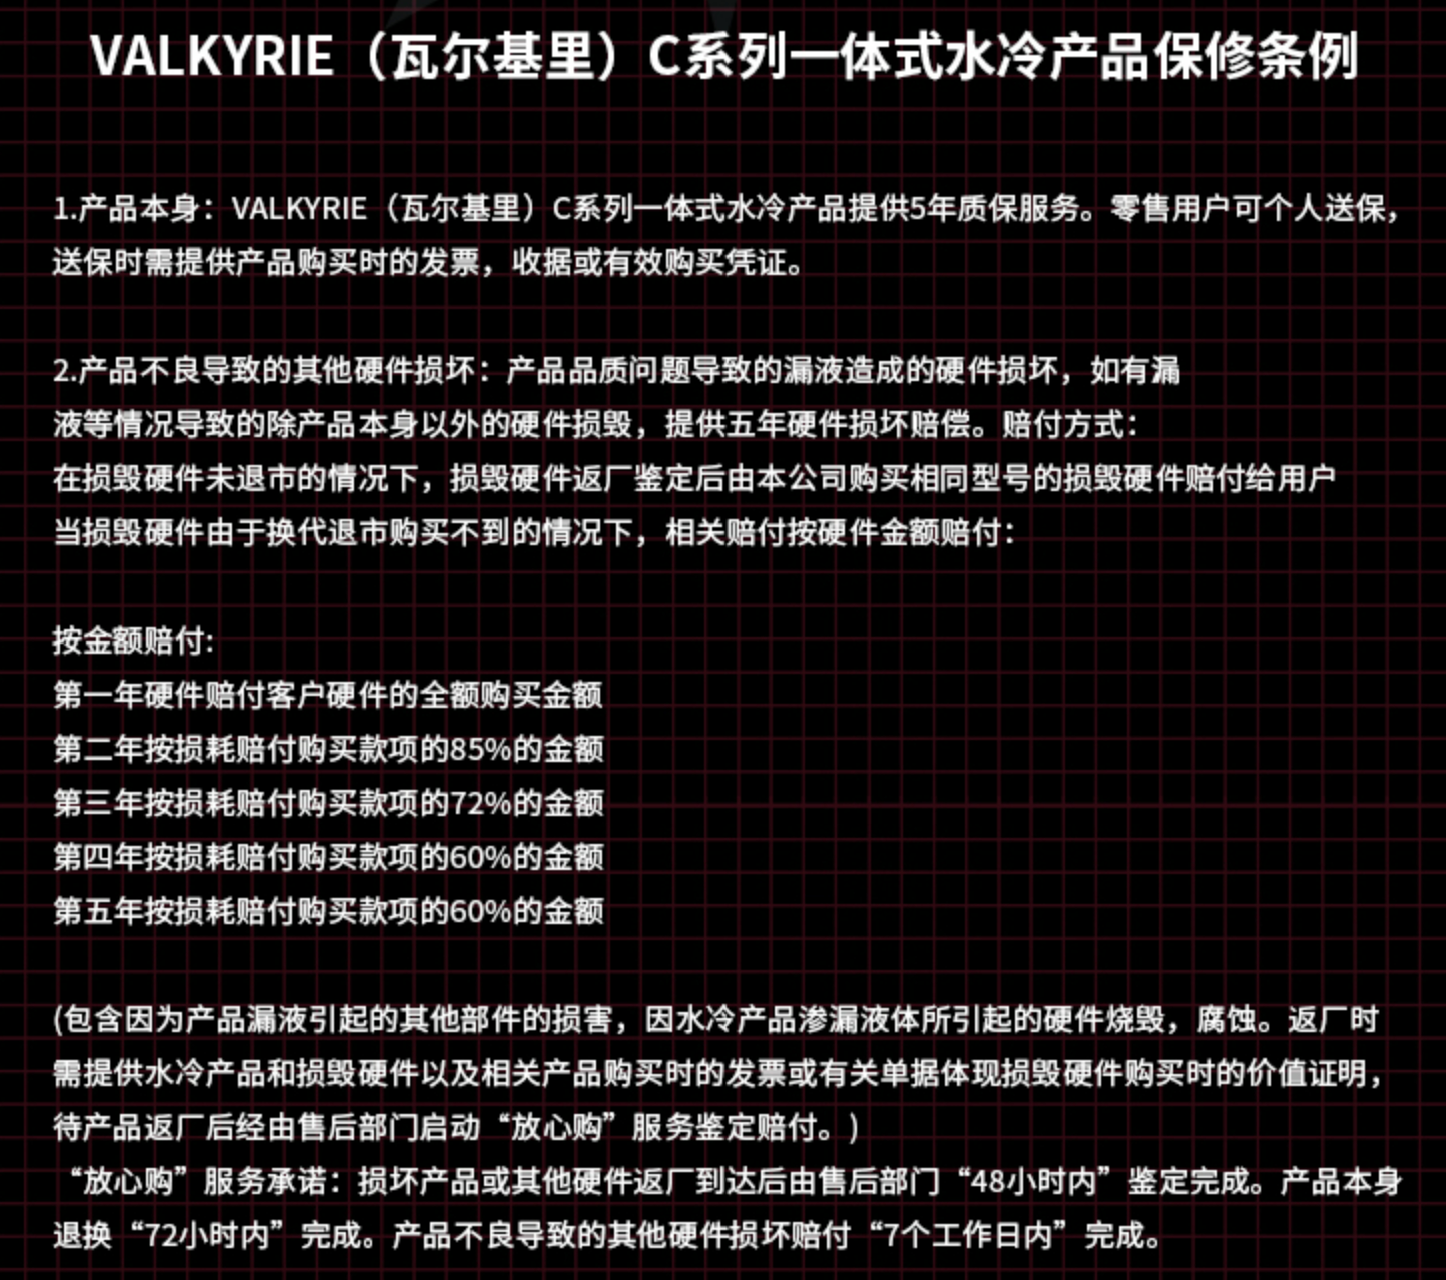 VALKYRIE（瓦尔基里）C系列一体式水冷产品保修条例
1.产品本身：VALKYRIE（瓦尔基里）C系列一体式水冷产品提供5年质保服务。零售用户可个人送保，
送保时需提供产品购买时的发票，收据或有效购买凭证。
2.产品不良导致的其他硬件损坏：产品品质问题导致的漏液造成的硬件损坏，如有漏
液等情况导致的除产品本身以外的硬件损毁，提供五年硬件损坏赔偿。赔付方式：
在损毁硬件未退市的情况下，损毁硬件返厂鉴定后由本公司购买相同型号的损毁硬件赔付给用户
当损毁硬件由于换代退市购买不到的情况下，相关赔付按硬件金额赔付：
按金额赔付:
第一年硬件赔付客户硬件的全额购买金额
第二年按损耗赔付购买款项的85%的金额
第三年按损耗赔付购买款项的72%的金额
第四年按损耗赔付购买款项的60%的金额
第五年按损耗赔付购买款项的60%的金额
(包含因为产品漏液引起的其他部件的损害，因水冷产品渗漏液体所引起的硬件烧毁，腐蚀。返厂时
需提供水冷产品和损毁硬件以及相关产品购买时的发票或有关单据体现损毁硬件购买时的价值证明，
待产品返厂后经由售后部门启动“放心购”服务鉴定赔付。)
“放心购”服务承诺：损坏产品或其他硬件返厂到达后由售后部门“48小时内”鉴定完成。产品本身
退换“72小时内”完成。产品不良导致的其他硬件损坏赔付“7个工作日内”完成。